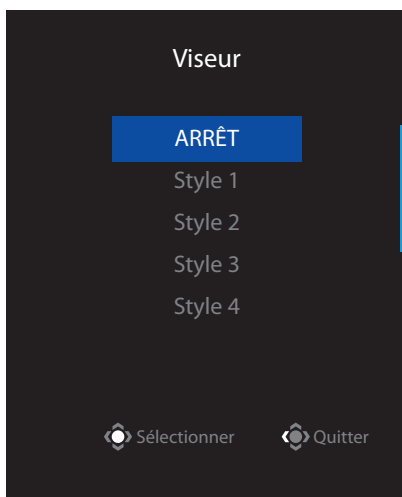 Viseur
ARRÊT
Style 1
Style 2
Style 3
Style 4
Sélectionner Quitter